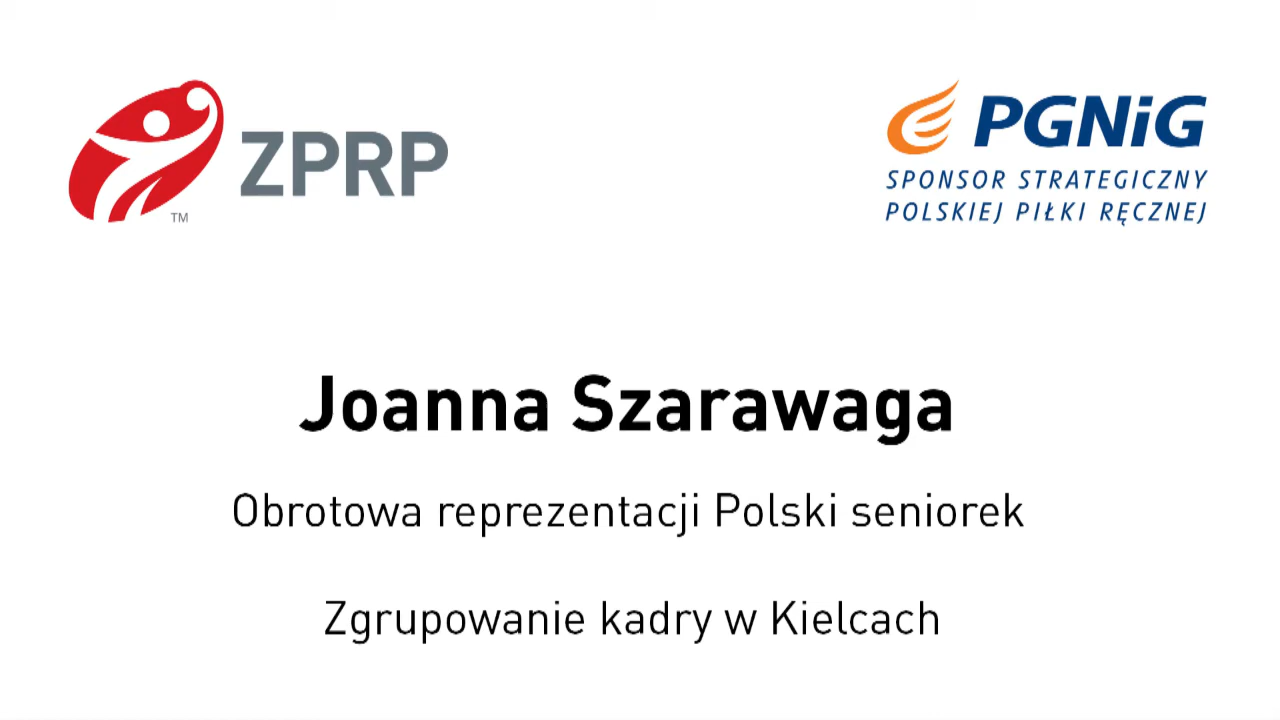 ZPRP
TM
PGNiG
SPONSOR STRATEGICZNY
POLSKIEJ PIŁKI RĘCZNEJ
Joanna Szarawaga
Obrotowa reprezentacji Polski seniorek
Zgrupowanie kadry w Kielcach